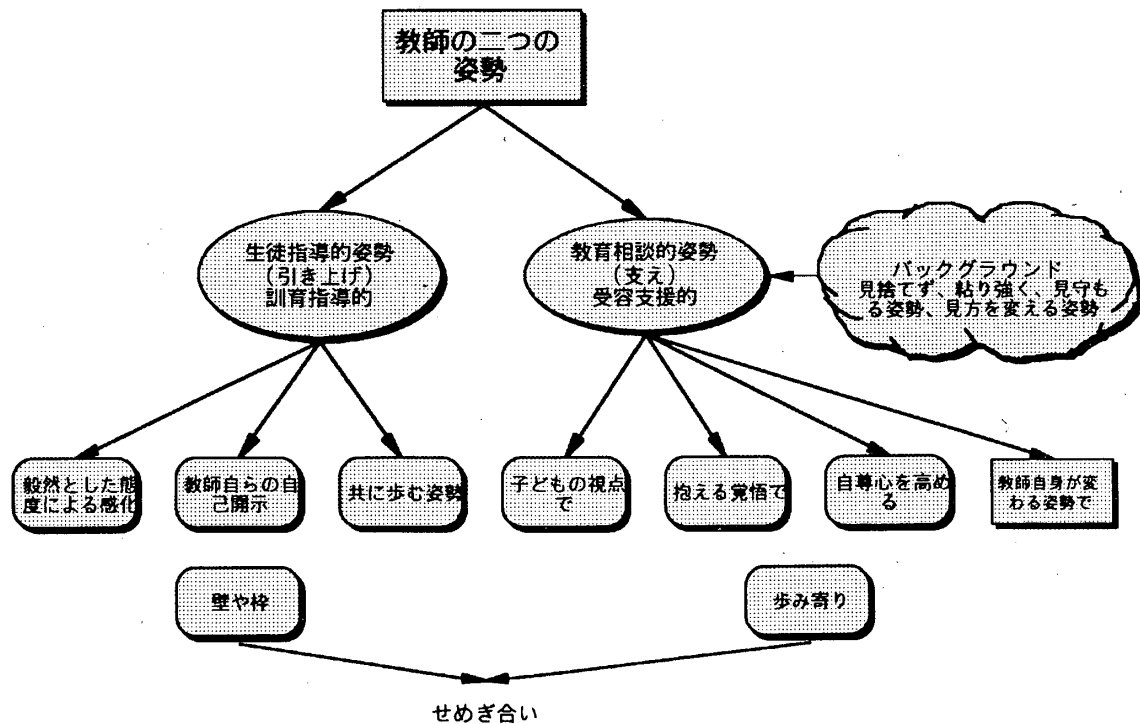 教師の二つの
姿勢
生徒指導的姿勢
(引き上げ)
訓育指導的
教育相談的姿勢
(支え)
受容支援的
バックグラウンド
見捨てず、粘り強く、見守も
る姿勢、見方を変える姿勢
毅然とした態
度による感化
教師自らの自
己開示
共に歩む姿勢
子どもの視点
で
抱える覚悟で
自尊心を高め
る
教師自身が変
わる姿勢で
壁や枠
歩み寄り
せめぎ合い